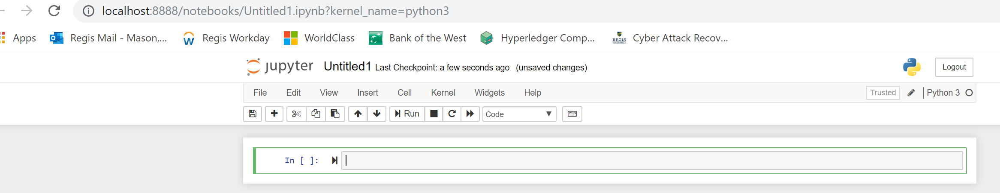 localhost:8888/notebooks/Untitled1.ipynb?kernel_name=python3
Apps Regis Mail - Mason,... Regis Workday WorldClass Bank of the West Hyperledger Comp... REGIS UNIVERSITY Cyber Attack Recov...
jupyter Untitled1 Last Checkpoint: a few seconds ago (unsaved changes) Logout
File Edit View Insert Cell Kernel Widgets Help Trusted Python 3
Run Code
In [ ]: